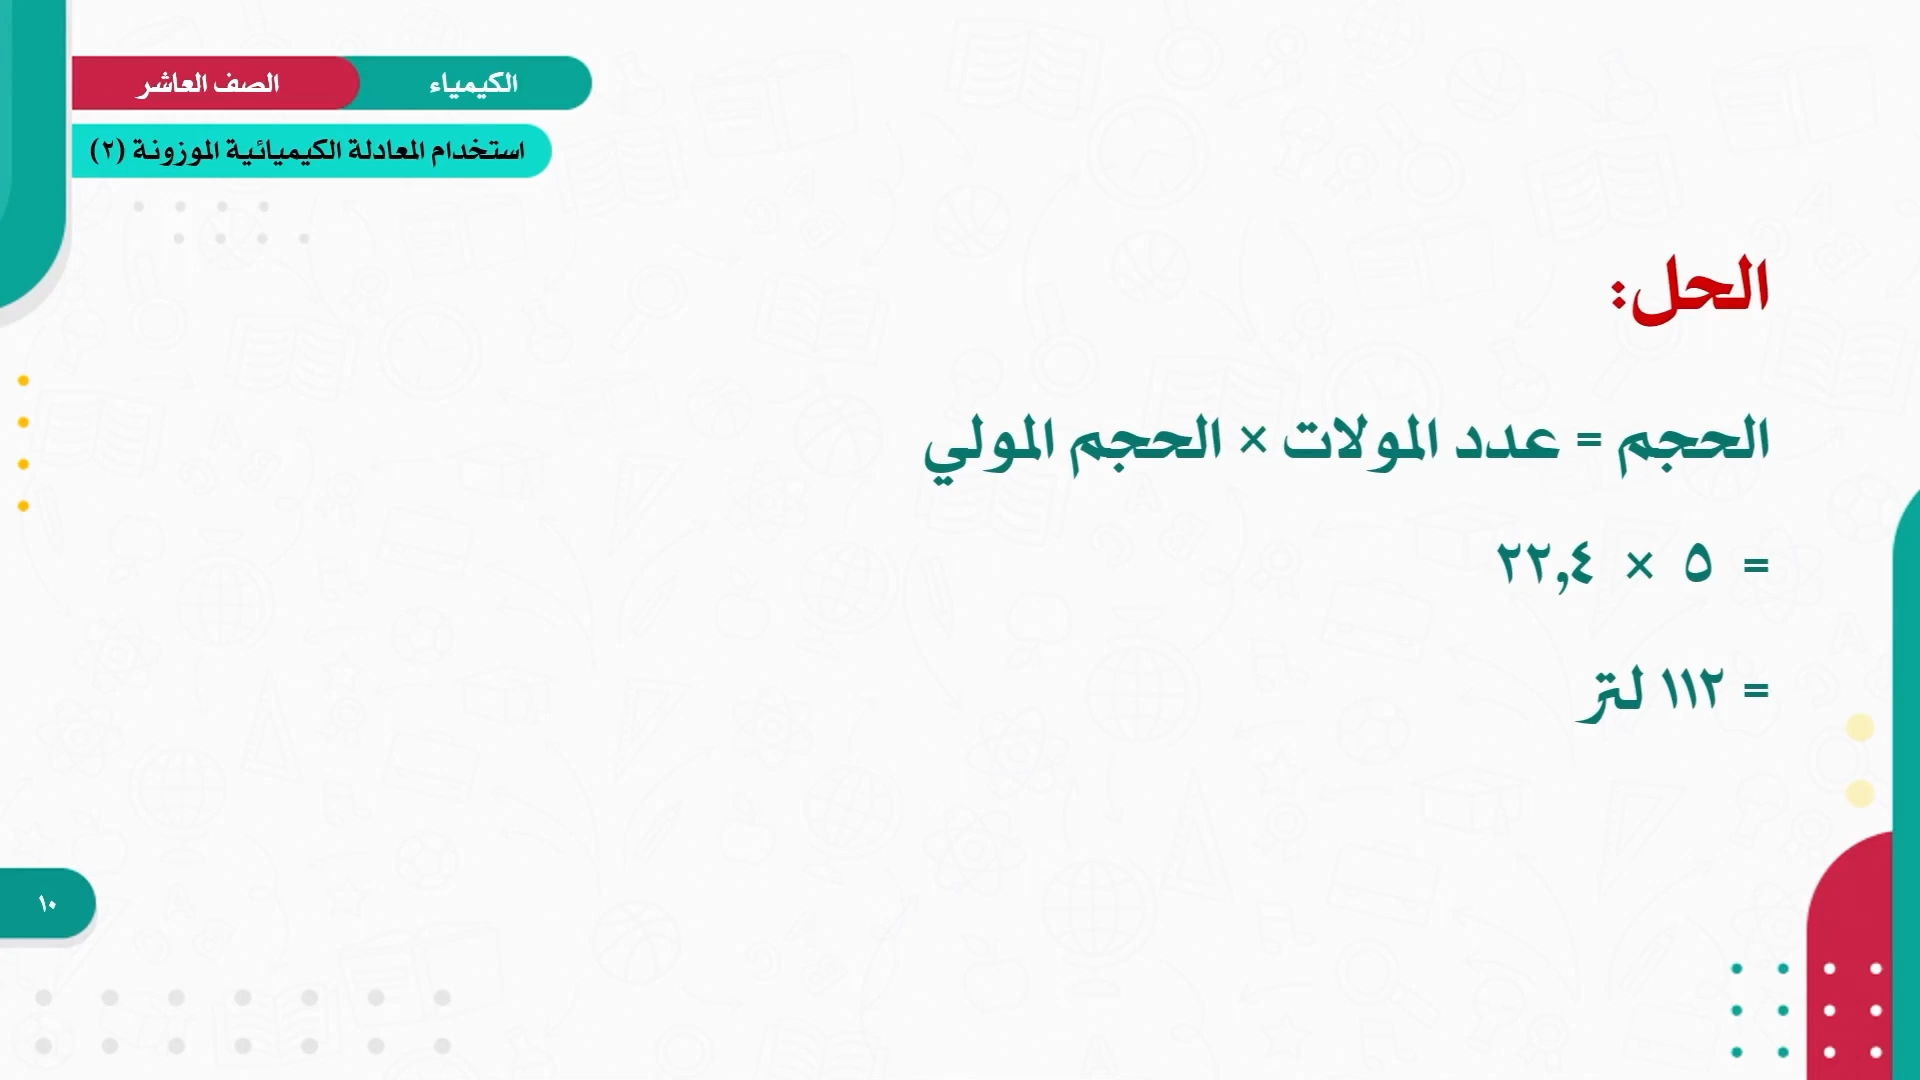 الكيمياء
الصف العاشر
استخدام المعادلة الكيميائية الموزونة (٢)
الحل:
الحجم = عدد المولات × الحجم المولي
= ٥ × ٢٢,٤
= ١١٢ لتر
١٠